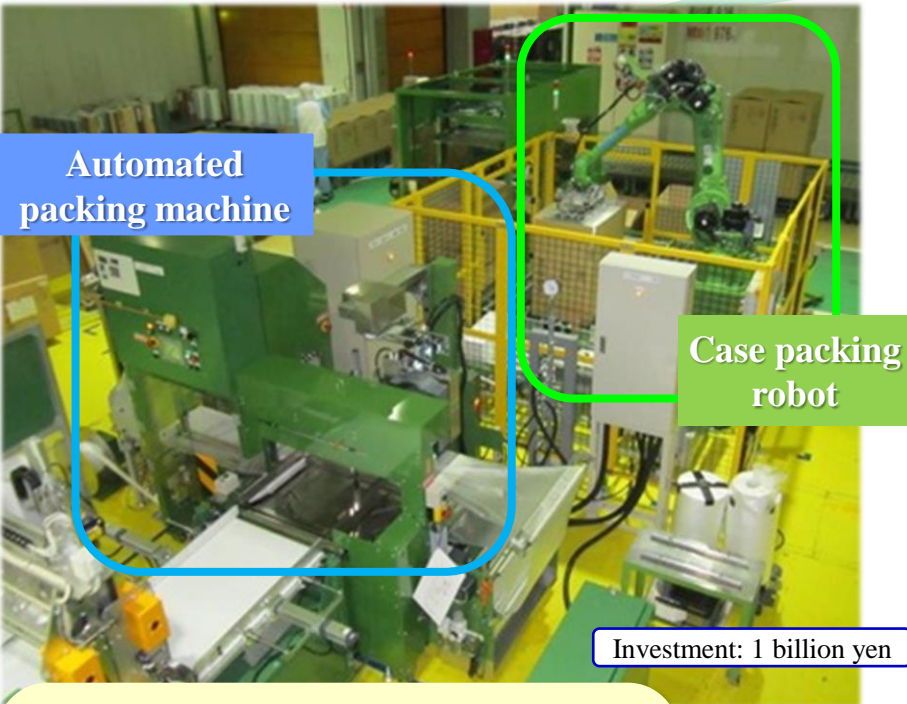 Automated
packing machine
Case packing
robot
Investment: 1 billion yen